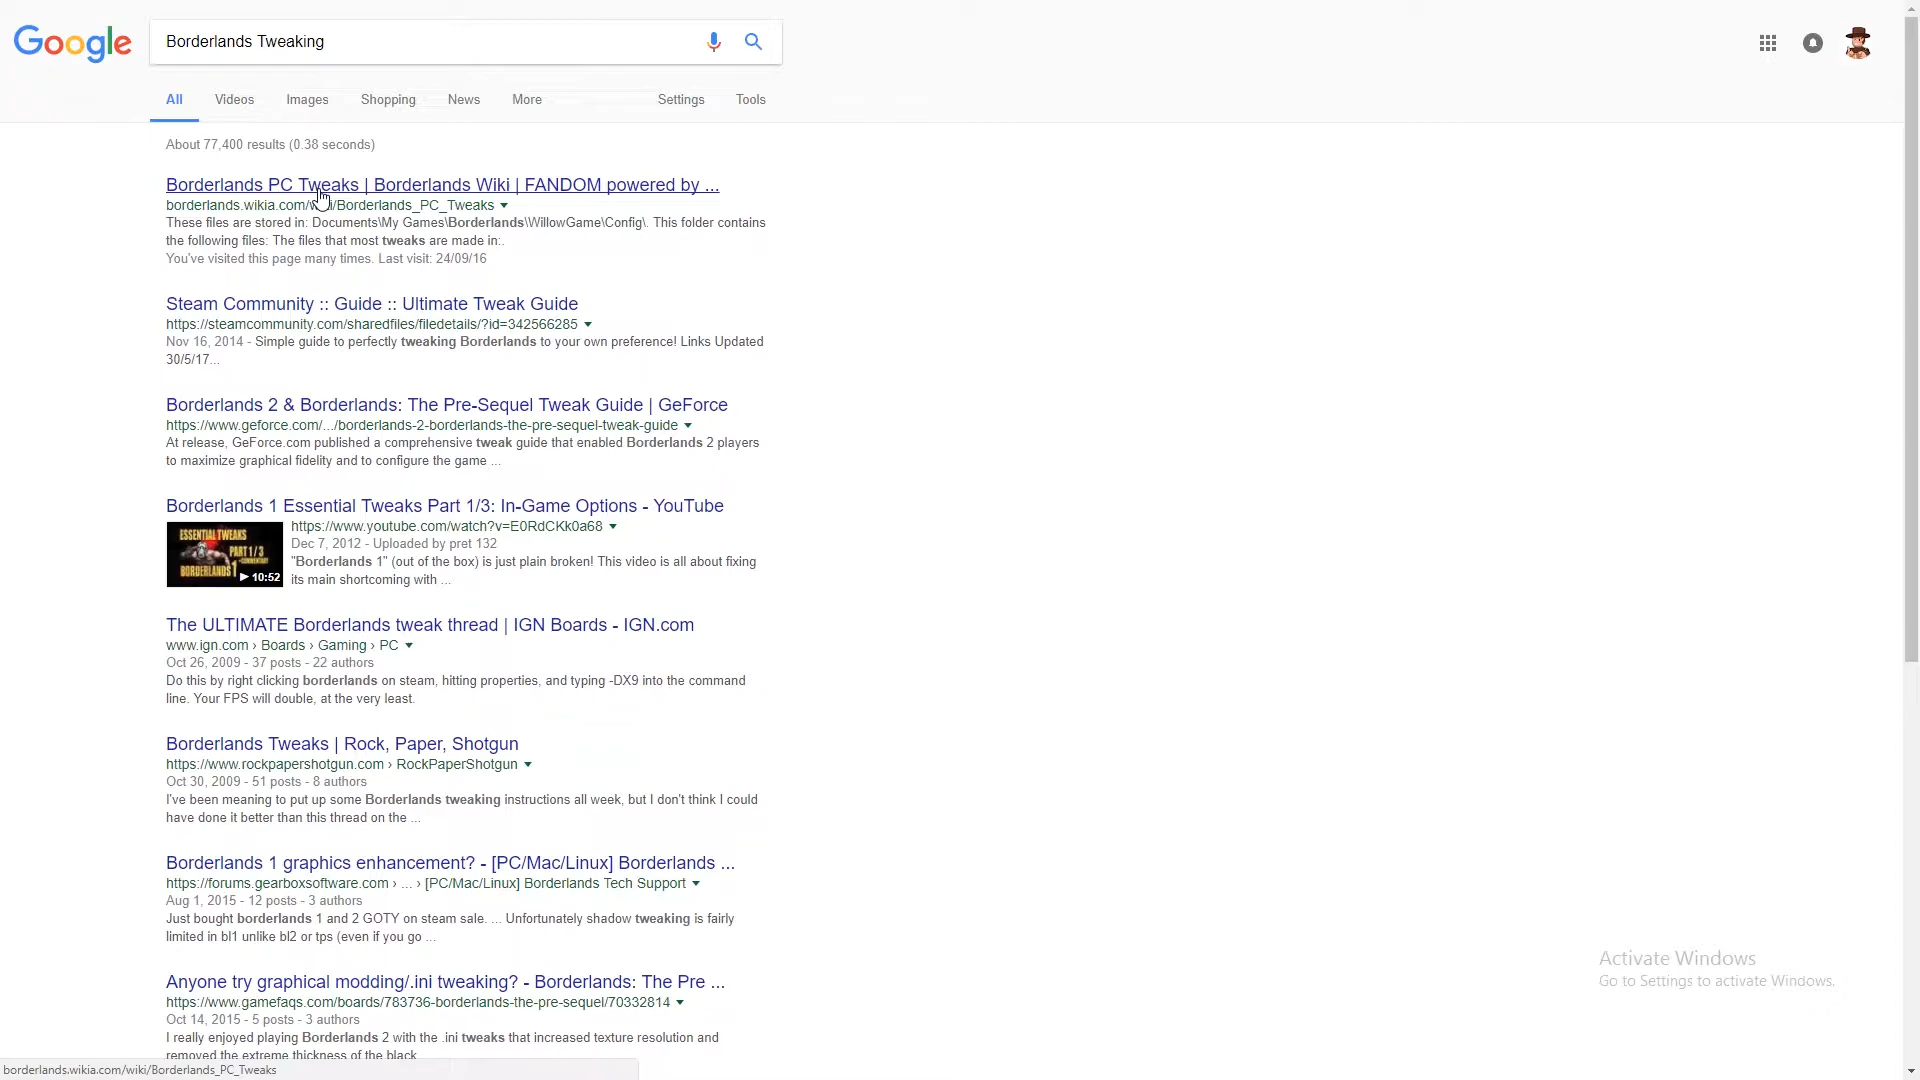 Google
Borderlands Tweaking
All Videos Images Shopping News More Settings Tools
About 77,400 results (0.38 seconds)
Borderlands PC Tweaks | Borderlands Wiki | FANDOM powered by ...
borderlands.wikia.com/wiki/Borderlands_PC_Tweaks
These files are stored in: Documents\My Games\Borderlands\WillowGame\Config\. This folder contains
the following files: The files that most tweaks are made in:.
You've visited this page many times. Last visit: 24/09/16
Steam Community :: Guide :: Ultimate Tweak Guide
https://steamcommunity.com/sharedfiles/filedetails/?id=342566285
Nov 16, 2014 - Simple guide to perfectly tweaking Borderlands to your own preference! Links Updated
30/5/17...
Borderlands 2 & Borderlands: The Pre-Sequel Tweak Guide | GeForce
https://www.geforce.com/.../borderlands-2-borderlands-the-pre-sequel-tweak-guide
At release, GeForce.com published a comprehensive tweak guide that enabled Borderlands 2 players
to maximize graphical fidelity and to configure the game ...
Borderlands 1 Essential Tweaks Part 1/3: In-Game Options - YouTube
ESSENTIAL TWEAKS
PART 1/3
+COMMENTARY
BORDERLANDS 1
10:52
https://www.youtube.com/watch?v=E0RdCKk0a68
Dec 7, 2012 - Uploaded by pret 132
"Borderlands 1" (out of the box) is just plain broken! This video is all about fixing
its main shortcoming with ...
The ULTIMATE Borderlands tweak thread | IGN Boards - IGN.com
www.ign.com › Boards › Gaming › PC
Oct 26, 2009 - 37 posts - 22 authors
Do this by right clicking borderlands on steam, hitting properties, and typing -DX9 into the command
line. Your FPS will double, at the very least.
Borderlands Tweaks | Rock, Paper, Shotgun
https://www.rockpapershotgun.com › RockPaperShotgun
Oct 30, 2009 - 51 posts - 8 authors
I've been meaning to put up some Borderlands tweaking instructions all week, but I don't think I could
have done it better than this thread on the ...
Borderlands 1 graphics enhancement? - [PC/Mac/Linux] Borderlands ...
https://forums.gearboxsoftware.com › ... › [PC/Mac/Linux] Borderlands Tech Support
Aug 1, 2015 - 12 posts - 3 authors
Just bought borderlands 1 and 2 GOTY on steam sale. ... Unfortunately shadow tweaking is fairly
limited in bl1 unlike bl2 or tps (even if you go ...
Anyone try graphical modding/.ini tweaking? - Borderlands: The Pre ...
https://www.gamefaqs.com/boards/783736-borderlands-the-pre-sequel/70332814
Oct 14, 2015 - 5 posts - 3 authors
I really enjoyed playing Borderlands 2 with the .ini tweaks that increased texture resolution and
removed the extreme thickness of the black
Activate Windows
Go to Settings to activate Windows.
borderlands.wikia.com/wiki/Borderlands_PC_Tweaks